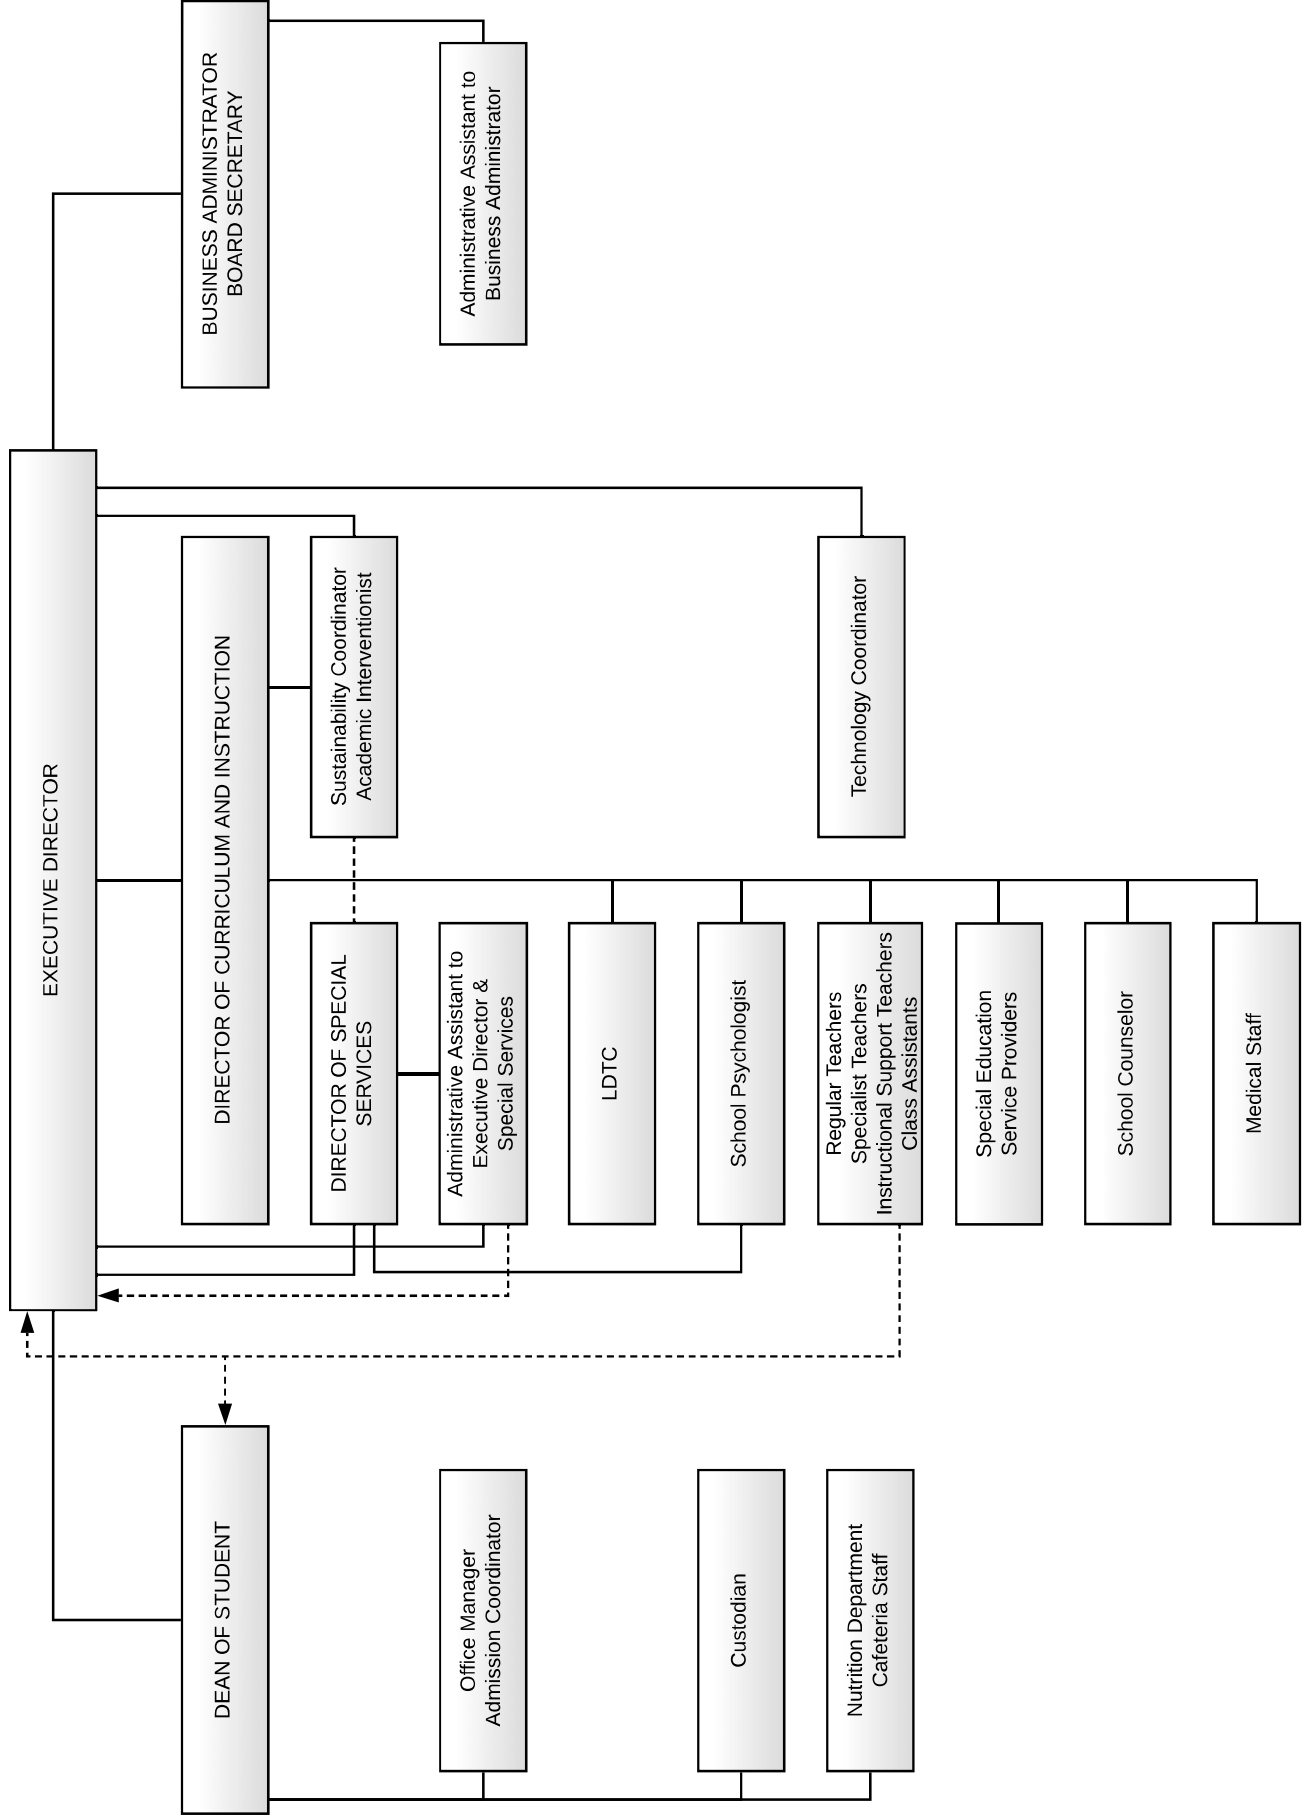 EXECUTIVE DIRECTOR
DEAN OF STUDENT
DIRECTOR OF CURRICULUM AND INSTRUCTION
BUSINESS ADMINISTRATOR
BOARD SECRETARY
DIRECTOR OF SPECIAL
SERVICES
Sustainability Coordinator
Academic Interventionist
Office Manager
Admission Coordinator
Administrative Assistant to
Executive Director &
Special Services
Administrative Assistant to
Business Administrator
LDTC
Custodian
School Psychologist
Nutrition Department
Cafeteria Staff
Regular Teachers
Specialist Teachers
Instructional Support Teachers
Class Assistants
Technology Coordinator
Special Education
Service Providers
School Counselor
Medical Staff